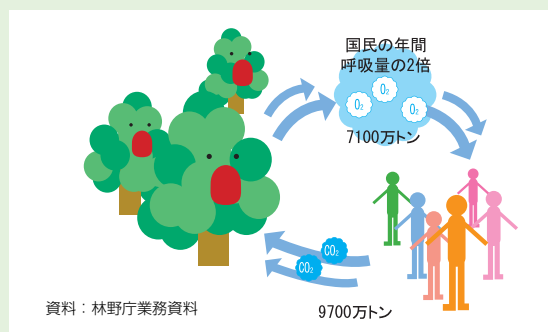 国民の年間
呼吸量の2倍
O₂
O₂
O₂
7100万トン
CO₂
CO₂
9700万トン
資料：林野庁業務資料